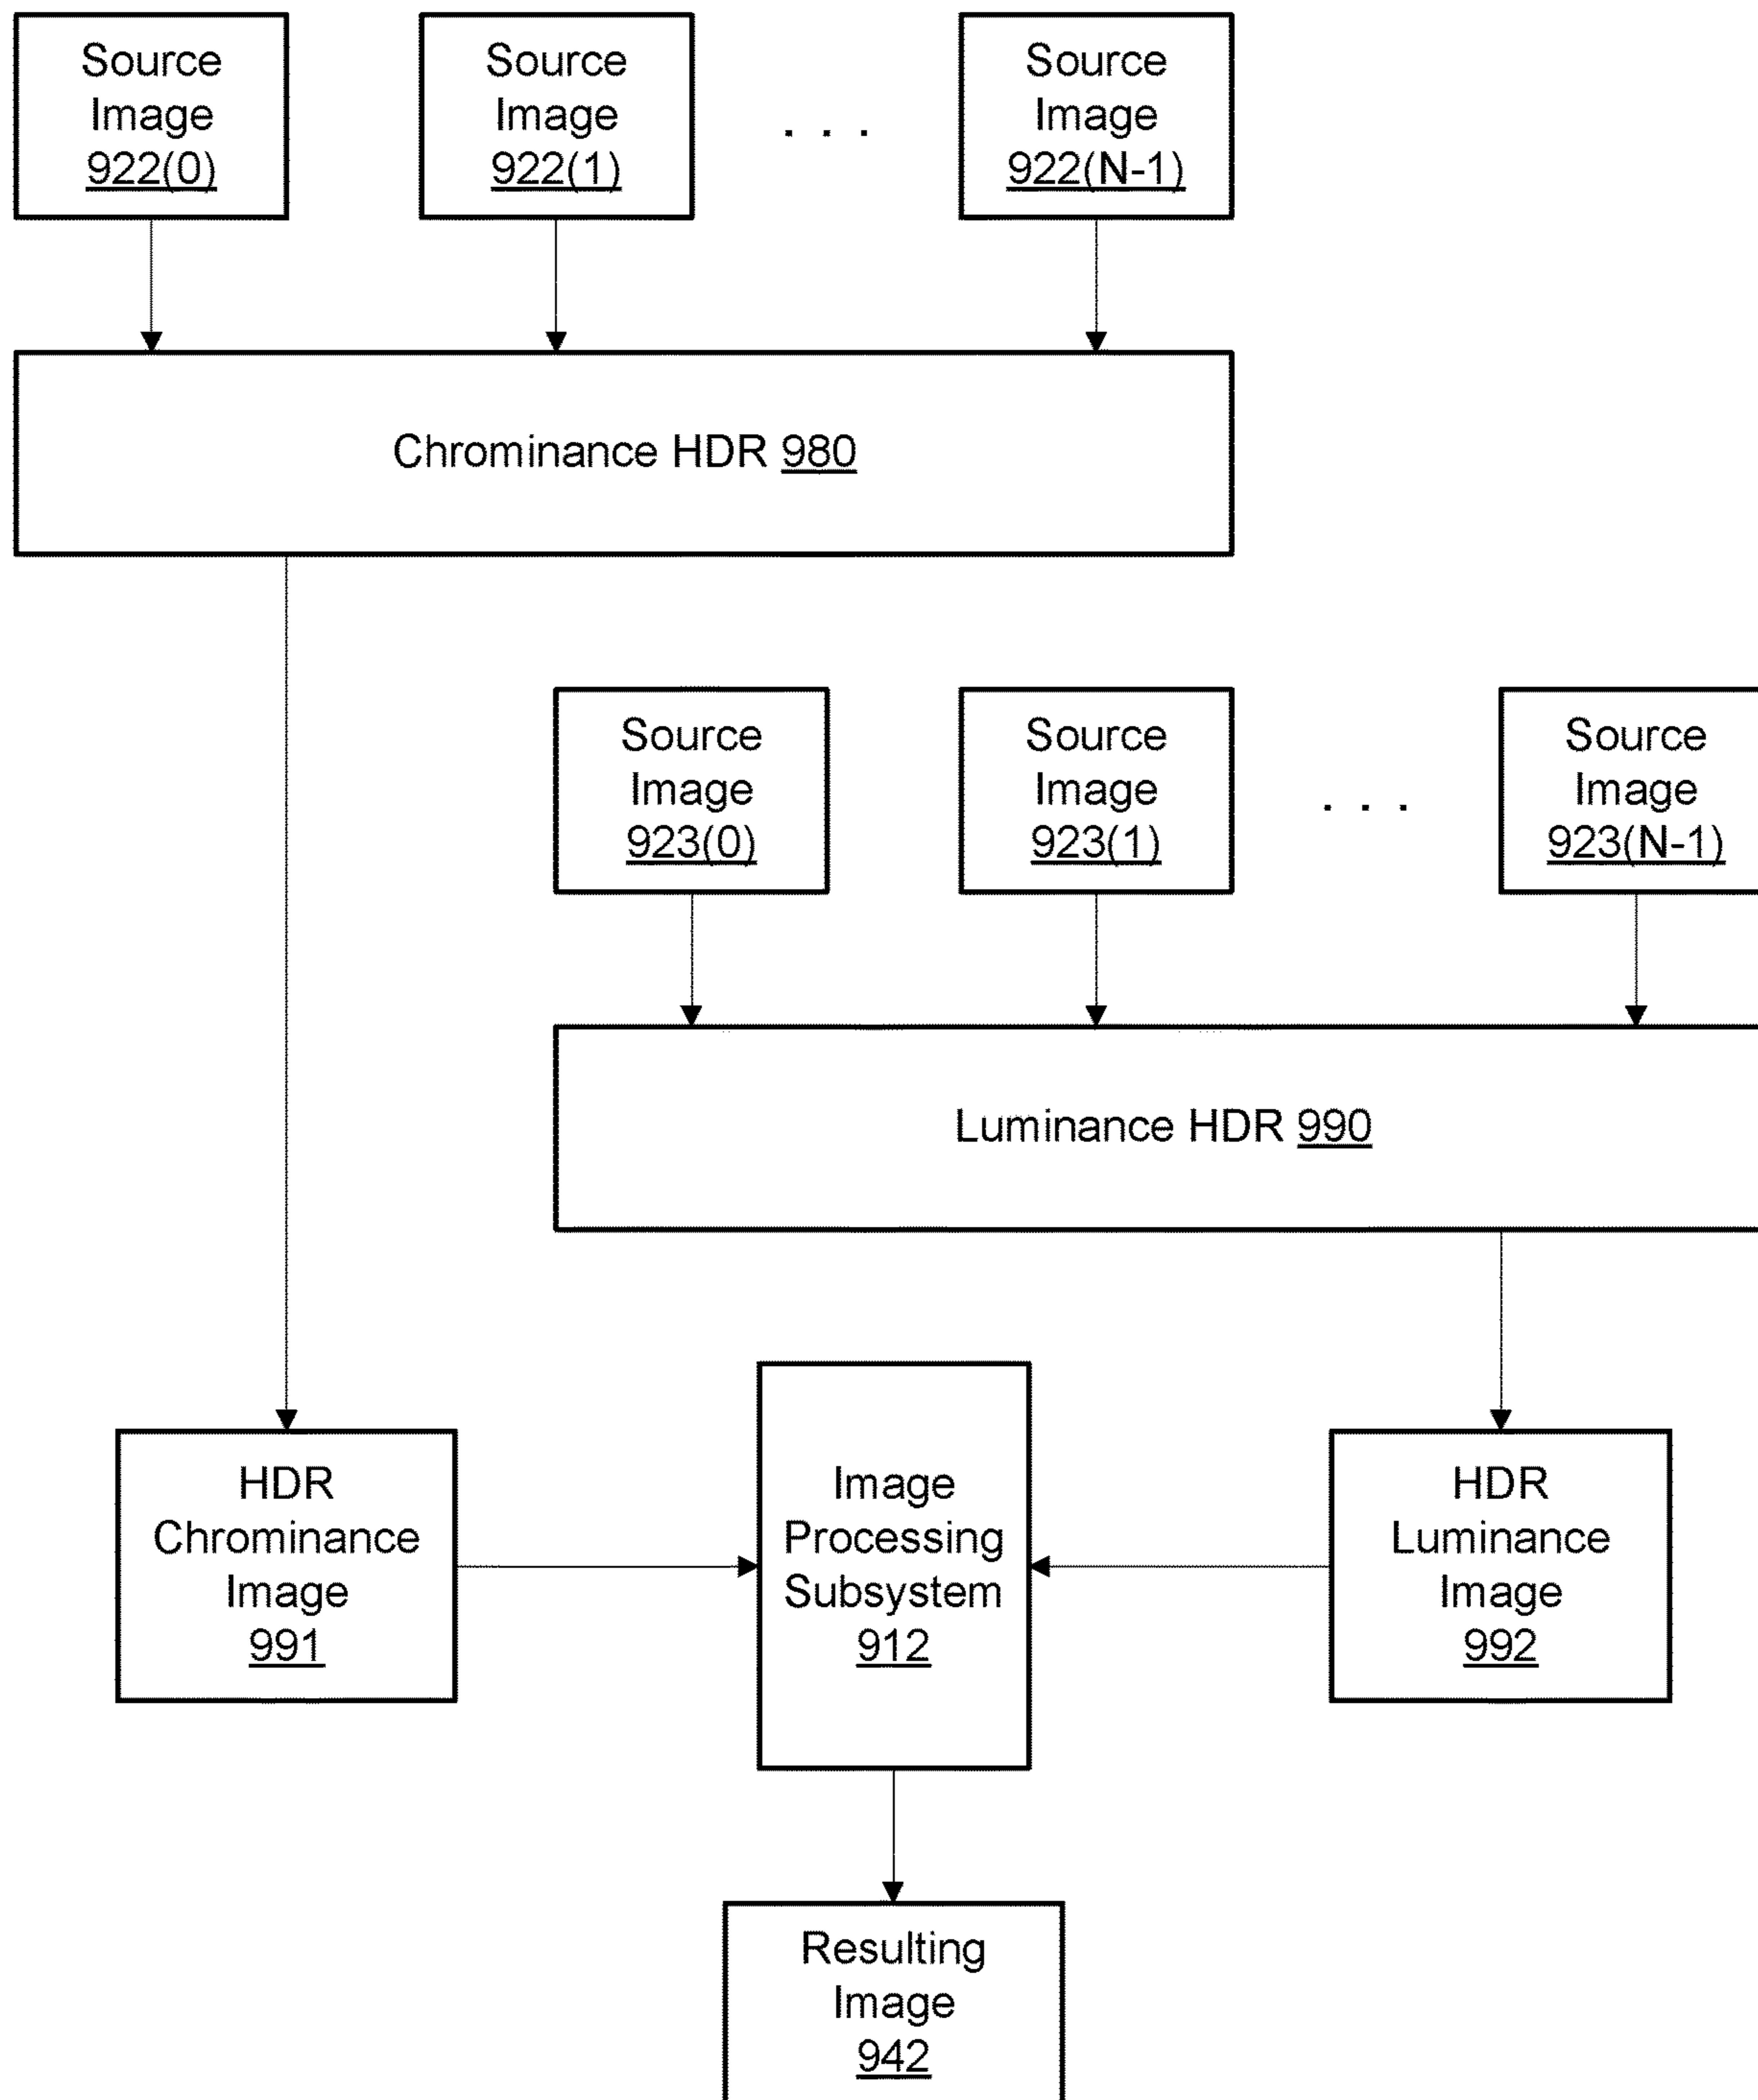 Source
Image
922(0)
Source
Image
922(1)
. . .
Source
Image
922(N-1)
Chrominance HDR 980
Source
Image
923(0)
Source
Image
923(1)
. . .
Source
Image
923(N-1)
Luminance HDR 990
HDR
Chrominance
Image
991
Image
Processing
Subsystem
912
HDR
Luminance
Image
992
Resulting
Image
942